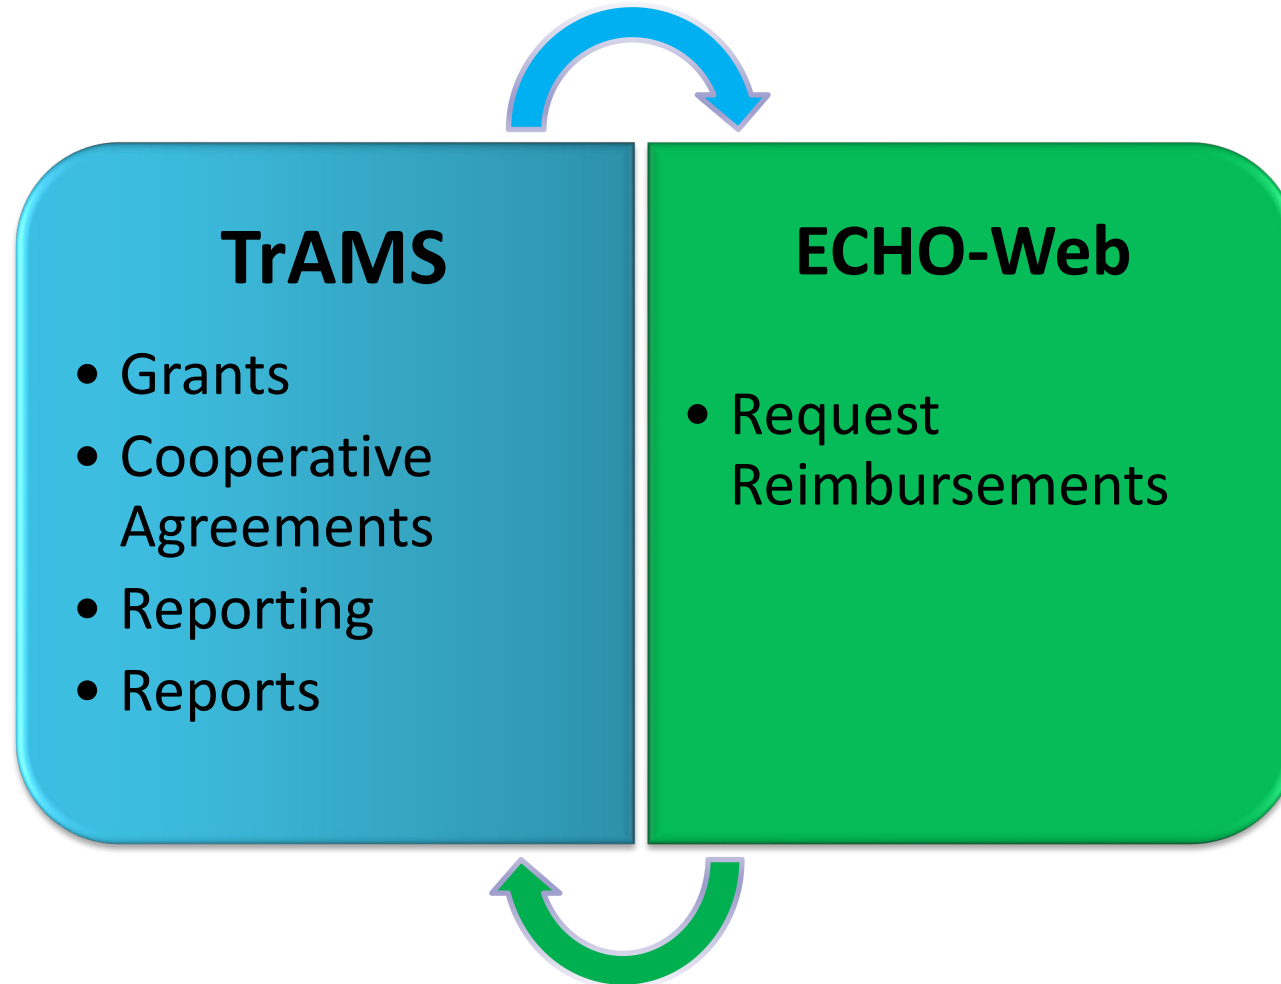 TrAMS
• Grants
• Cooperative
Agreements
• Reporting
• Reports
ECHO-Web
• Request
Reimbursements